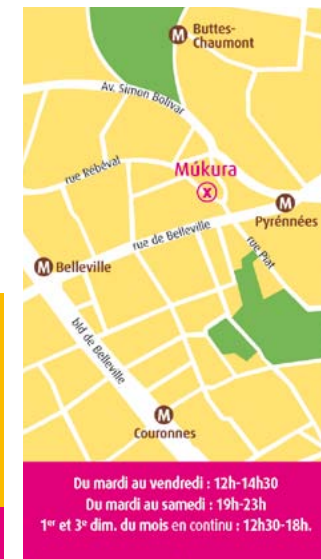 M Buttes-
Chaumont
Av. Simon Bolivar
rue Rébéval
Múkura
x
M
Pyrénnées
rue de Belleville
rue Piat
M Belleville
bld de Belleville
M
Couronnes
Du mardi au vendredi : 12h-14h30
Du mardi au samedi : 19h-23h
1er et 3e dim. du mois en continu : 12h30-18h.